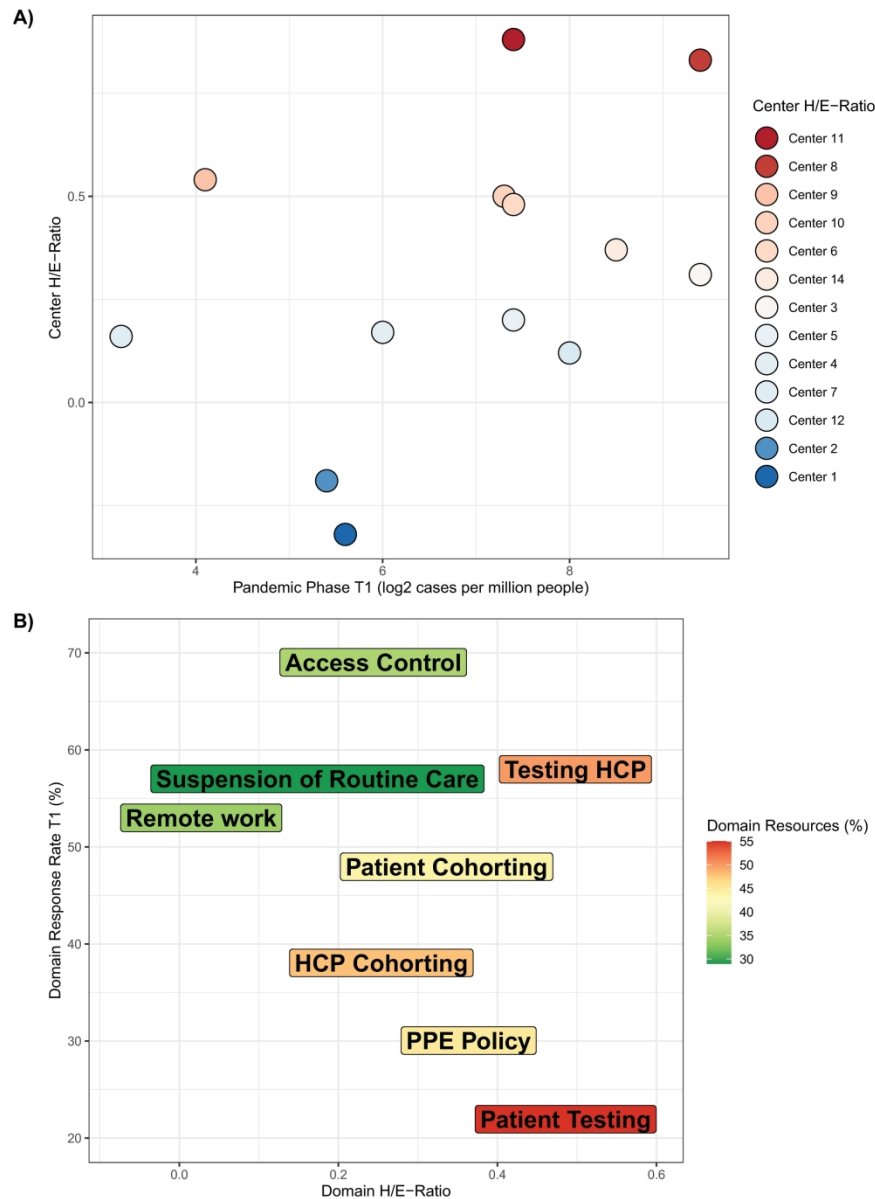 A)
0.5
0.0
Center H/E−Ratio
4
6
8
Pandemic Phase T1 (log2 cases per million people)
Center H/E−Ratio
Center 11
Center 8
Center 9
Center 10
Center 6
Center 14
Center 3
Center 5
Center 4
Center 7
Center 12
Center 2
Center 1
B)
70
60
50
40
30
20
Domain Response Rate T1 (%)
Access Control
Testing HCP
Suspension of Routine Care
Remote work
Patient Cohorting
HCP Cohorting
PPE Policy
Patient Testing
0.0
0.2
0.4
0.6
Domain H/E−Ratio
Domain Resources (%)
55
50
45
40
35
30